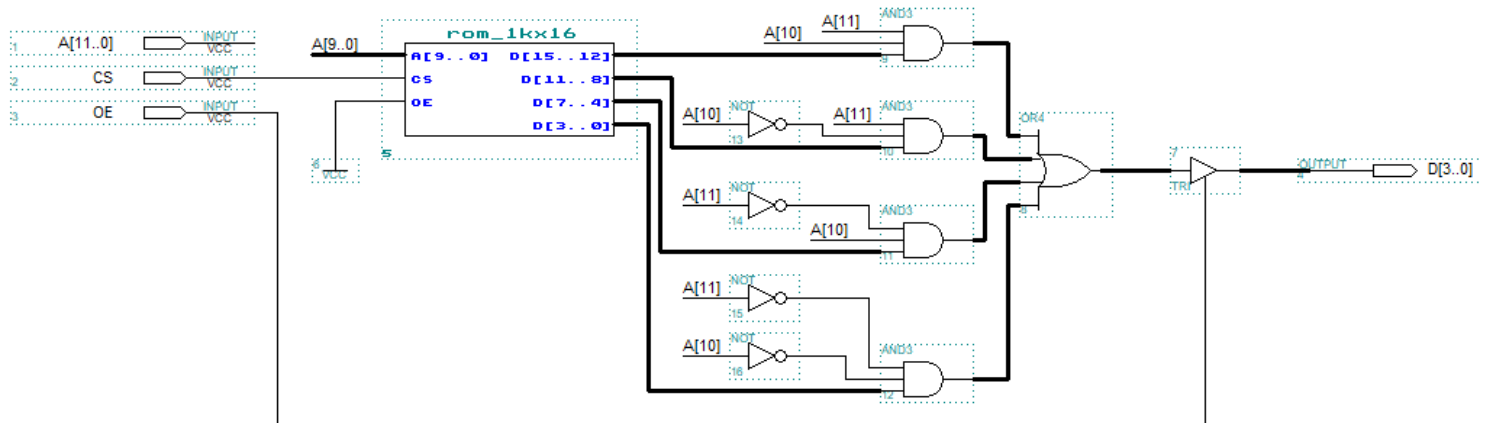 rom_1kx16
A[9..0]
A[9..0] D[15..12]
CS D[11..8]
OE D[7..4]
D[3..0]
5
1 A[11..0] INPUT VCC
2 CS INPUT VCC
3 OE INPUT VCC
6 VCC
A[11]
A[10]
AND3
9
A[10]
NOT
13
A[11]
AND3
10
A[11]
NOT
14
A[10]
AND3
11
A[11]
NOT
15
A[10]
NOT
16
AND3
12
OR4
8
7
TRI
OUTPUT
4
D[3..0]